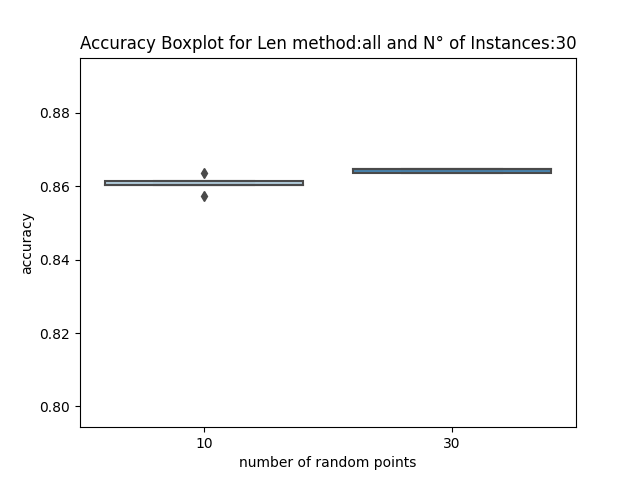 Accuracy Boxplot for Len method:all and N° of Instances:30
0.88
0.86
0.84
0.82
0.80
accuracy
10
30
number of random points